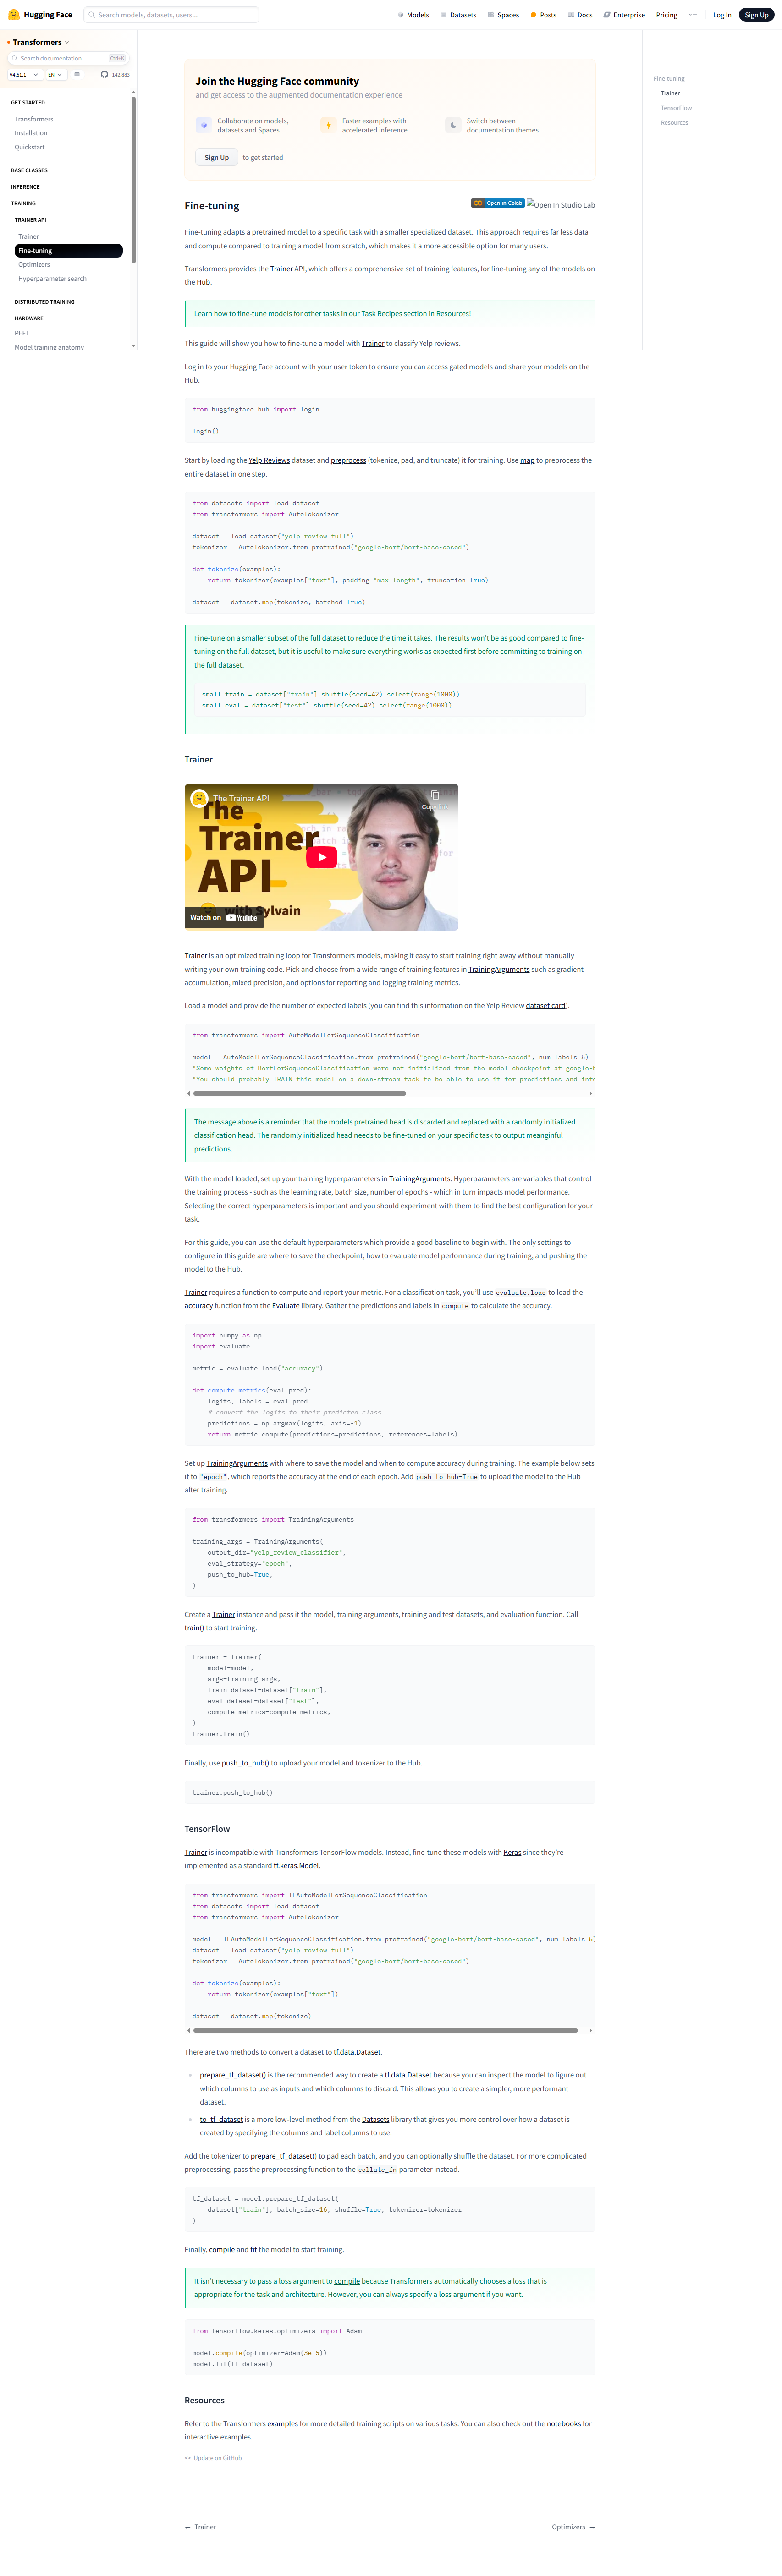 Hugging Face
Search models, datasets, users...
Models
Datasets
Spaces
Posts
Docs
Enterprise
Pricing
Log In
Sign Up
Transformers
Search documentation
Ctrl+K
V4.51.1
EN
142,883
GET STARTED
Transformers
Installation
Quickstart
BASE CLASSES
INFERENCE
TRAINING
TRAINER API
Trainer
Fine-tuning
Optimizers
Hyperparameter search
DISTRIBUTED TRAINING
HARDWARE
PEFT
Model training anatomy
Join the Hugging Face community
and get access to the augmented documentation experience
Collaborate on models,
datasets and Spaces
Faster examples with
accelerated inference
Switch between
documentation themes
Sign Up
to get started
Fine-tuning
Open in Colab
Open In Studio Lab
Fine-tuning adapts a pretrained model to a specific task with a smaller specialized dataset. This approach requires far less data
and compute compared to training a model from scratch, which makes it a more accessible option for many users.
Transformers provides the Trainer API, which offers a comprehensive set of training features, for fine-tuning any of the models on
the Hub.
Learn how to fine-tune models for other tasks in our Task Recipes section in Resources!
This guide will show you how to fine-tune a model with Trainer to classify Yelp reviews.
Log in to your Hugging Face account with your user token to ensure you can access gated models and share your models on the
Hub.
from huggingface_hub import login
login()
Start by loading the Yelp Reviews dataset and preprocess (tokenize, pad, and truncate) it for training. Use map to preprocess the
entire dataset in one step.
from datasets import load_dataset
from transformers import AutoTokenizer
dataset = load_dataset("yelp_review_full")
tokenizer = AutoTokenizer.from_pretrained("google-bert/bert-base-cased")
def tokenize(examples):
    return tokenizer(examples["text"], padding="max_length", truncation=True)
dataset = dataset.map(tokenize, batched=True)
Fine-tune on a smaller subset of the full dataset to reduce the time it takes. The results won't be as good compared to fine-
tuning on the full dataset, but it is useful to make sure everything works as expected first before committing to training on
the full dataset.
small_train = dataset["train"].shuffle(seed=42).select(range(1000))
small_eval = dataset["test"].shuffle(seed=42).select(range(1000))
Trainer
The Trainer API
The
Trainer
API
with Sylvain
Watch on YouTube
Trainer is an optimized training loop for Transformers models, making it easy to start training right away without manually
writing your own training code. Pick and choose from a wide range of training features in TrainingArguments such as gradient
accumulation, mixed precision, and options for reporting and logging training metrics.
Load a model and provide the number of expected labels (you can find this information on the Yelp Review dataset card).
from transformers import AutoModelForSequenceClassification
model = AutoModelForSequenceClassification.from_pretrained("google-bert/bert-base-cased", num_labels=5)
"Some weights of BertForSequenceClassification were not initialized from the model checkpoint at google-b
"You should probably TRAIN this model on a down-stream task to be able to use it for predictions and infe
The message above is a reminder that the models pretrained head is discarded and replaced with a randomly initialized
classification head. The randomly initialized head needs to be fine-tuned on your specific task to output meaningful
predictions.
With the model loaded, set up your training hyperparameters in TrainingArguments. Hyperparameters are variables that control
the training process - such as the learning rate, batch size, number of epochs - which in turn impacts model performance.
Selecting the correct hyperparameters is important and you should experiment with them to find the best configuration for your
task.
For this guide, you can use the default hyperparameters which provide a good baseline to begin with. The only settings to
configure in this guide are where to save the checkpoint, how to evaluate model performance during training, and pushing the
model to the Hub.
Trainer requires a function to compute and report your metric. For a classification task, you'll use evaluate.load to load the
accuracy function from the Evaluate library. Gather the predictions and labels in compute to calculate the accuracy.
import numpy as np
import evaluate
metric = evaluate.load("accuracy")
def compute_metrics(eval_pred):
    logits, labels = eval_pred
    # convert the logits to their predicted class
    predictions = np.argmax(logits, axis=-1)
    return metric.compute(predictions=predictions, references=labels)
Set up TrainingArguments with where to save the model and when to compute accuracy during training. The example below sets
it to "epoch", which reports the accuracy at the end of each epoch. Add push_to_hub=True to upload the model to the Hub
after training.
from transformers import TrainingArguments
training_args = TrainingArguments(
    output_dir="yelp_review_classifier",
    eval_strategy="epoch",
    push_to_hub=True,
)
Create a Trainer instance and pass it the model, training arguments, training and test datasets, and evaluation function. Call
train() to start training.
trainer = Trainer(
    model=model,
    args=training_args,
    train_dataset=dataset["train"],
    eval_dataset=dataset["test"],
    compute_metrics=compute_metrics,
)
trainer.train()
Finally, use push_to_hub() to upload your model and tokenizer to the Hub.
trainer.push_to_hub()
TensorFlow
Trainer is incompatible with Transformers TensorFlow models. Instead, fine-tune these models with Keras since they're
implemented as a standard tf.keras.Model.
from transformers import TFAutoModelForSequenceClassification
from datasets import load_dataset
from transformers import AutoTokenizer
model = TFAutoModelForSequenceClassification.from_pretrained("google-bert/bert-base-cased", num_labels=5)
dataset = load_dataset("yelp_review_full")
tokenizer = AutoTokenizer.from_pretrained("google-bert/bert-base-cased")
def tokenize(examples):
    return tokenizer(examples["text"])
dataset = dataset.map(tokenize)
There are two methods to convert a dataset to tf.data.Dataset.
prepare_tf_dataset() is the recommended way to create a tf.data.Dataset because you can inspect the model to figure out
which columns to use as inputs and which columns to discard. This allows you to create a simpler, more performant
dataset.
to_tf_dataset is a more low-level method from the Datasets library that gives you more control over how a dataset is
created by specifying the columns and label columns to use.
Add the tokenizer to prepare_tf_dataset() to pad each batch, and you can optionally shuffle the dataset. For more complicated
preprocessing, pass the preprocessing function to the collate_fn parameter instead.
tf_dataset = model.prepare_tf_dataset(
    dataset["train"], batch_size=16, shuffle=True, tokenizer=tokenizer
)
Finally, compile and fit the model to start training.
It isn't necessary to pass a loss argument to compile because Transformers automatically chooses a loss that is
appropriate for the task and architecture. However, you can always specify a loss argument if you want.
from tensorflow.keras.optimizers import Adam
model.compile(optimizer=Adam(3e-5))
model.fit(tf_dataset)
Resources
Refer to the Transformers examples for more detailed training scripts on various tasks. You can also check out the notebooks for
interactive examples.
<> Update on GitHub
← Trainer
Optimizers →
Fine-tuning
Trainer
TensorFlow
Resources